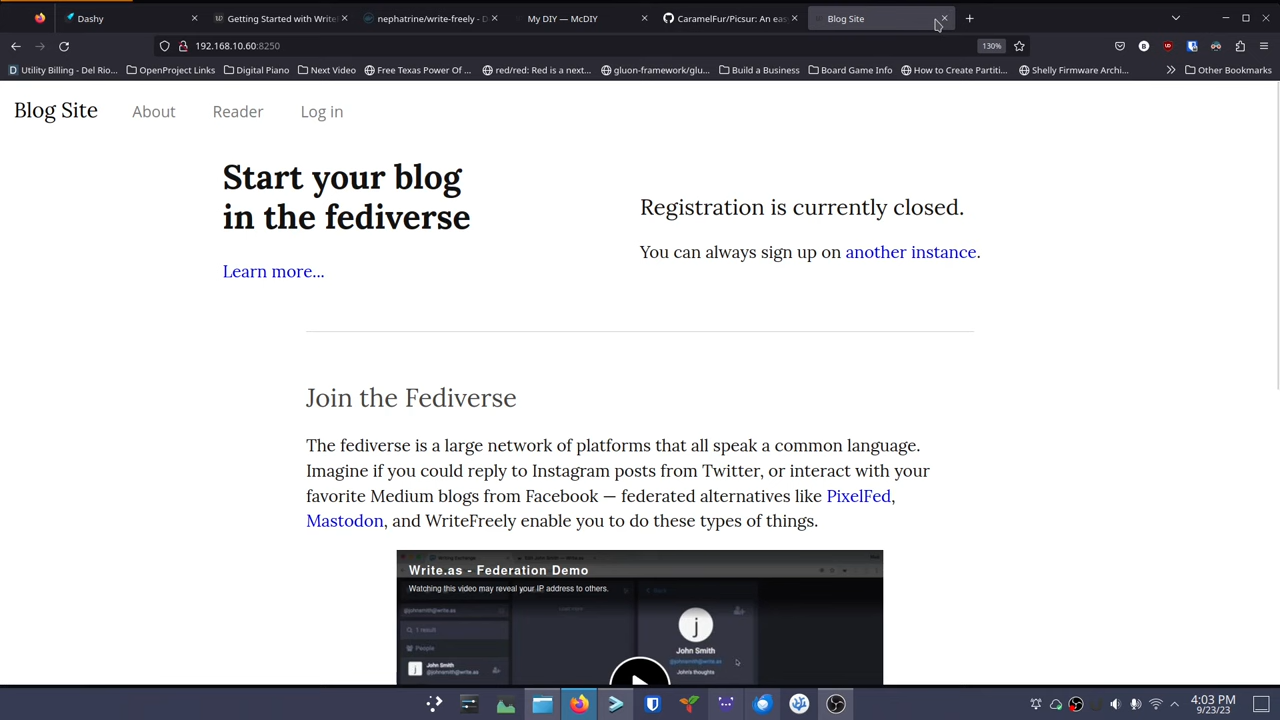 Dashy
Getting Started with Write
nephatrine/write-freely - D
My DIY — McDIY
CaramelFur/Picsur: An eas
Blog Site
192.168.10.60:8250
130%
Utility Billing - Del Rio...
OpenProject Links
Digital Piano
Next Video
Free Texas Power Of ...
red/red: Red is a next...
gluon-framework/glu...
Build a Business
Board Game Info
How to Create Partiti...
Shelly Firmware Archi...
Other Bookmarks
Blog Site
About
Reader
Log in
Start your blog
in the fediverse
Learn more...
Registration is currently closed.
You can always sign up on another instance.
Join the Fediverse
The fediverse is a large network of platforms that all speak a common language.
Imagine if you could reply to Instagram posts from Twitter, or interact with your
favorite Medium blogs from Facebook — federated alternatives like PixelFed,
Mastodon, and WriteFreely enable you to do these types of things.
Write.as - Federation Demo
Watching this video may reveal your IP address to others.
@johnsmith@write.as
1 result
People
John Smith
@johnsmith@write.as
j
John Smith
@johnsmith@write.as
John's thoughts
Back
4:03 PM
9/23/23